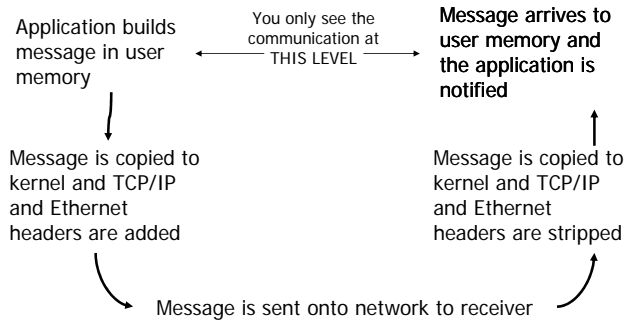 Application builds
message in user
memory
You only see the
communication at
THIS LEVEL
Message arrives to
user memory and
the application is
notified
Message is copied to
kernel and TCP/IP
and Ethernet
headers are added
Message is copied to
kernel and TCP/IP
and Ethernet
headers are stripped
Message is sent onto network to receiver